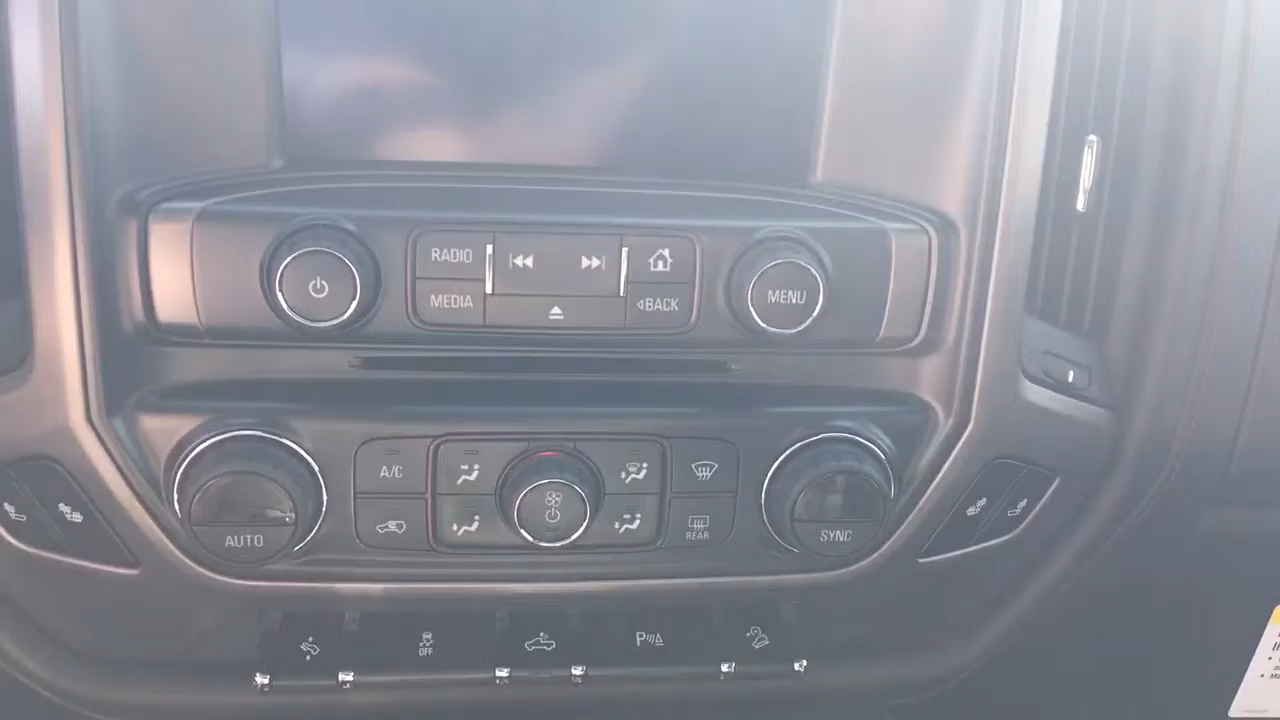 RADIO
MEDIA
BACK
MENU
A/C
AUTO
REAR
SYNC
OFF
P